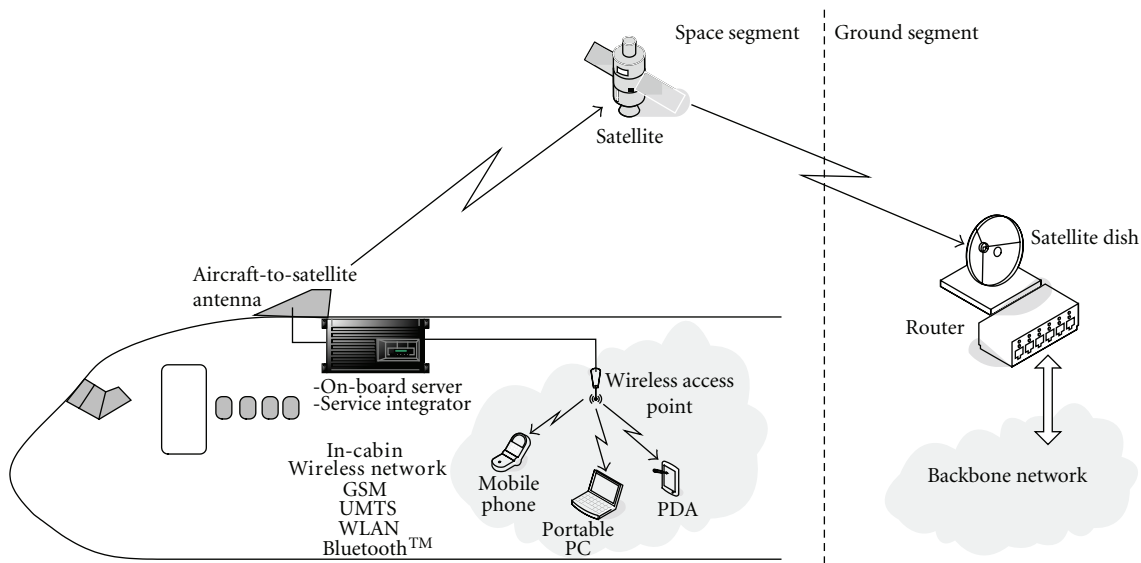 Space segment
Ground segment
Satellite
Satellite dish
Aircraft-to-satellite
antenna
Router
-On-board server
-Service integrator
Wireless access
point
In-cabin
Wireless network
GSM
UMTS
WLAN
Bluetooth™
Mobile
phone
Portable
PC
PDA
Backbone network